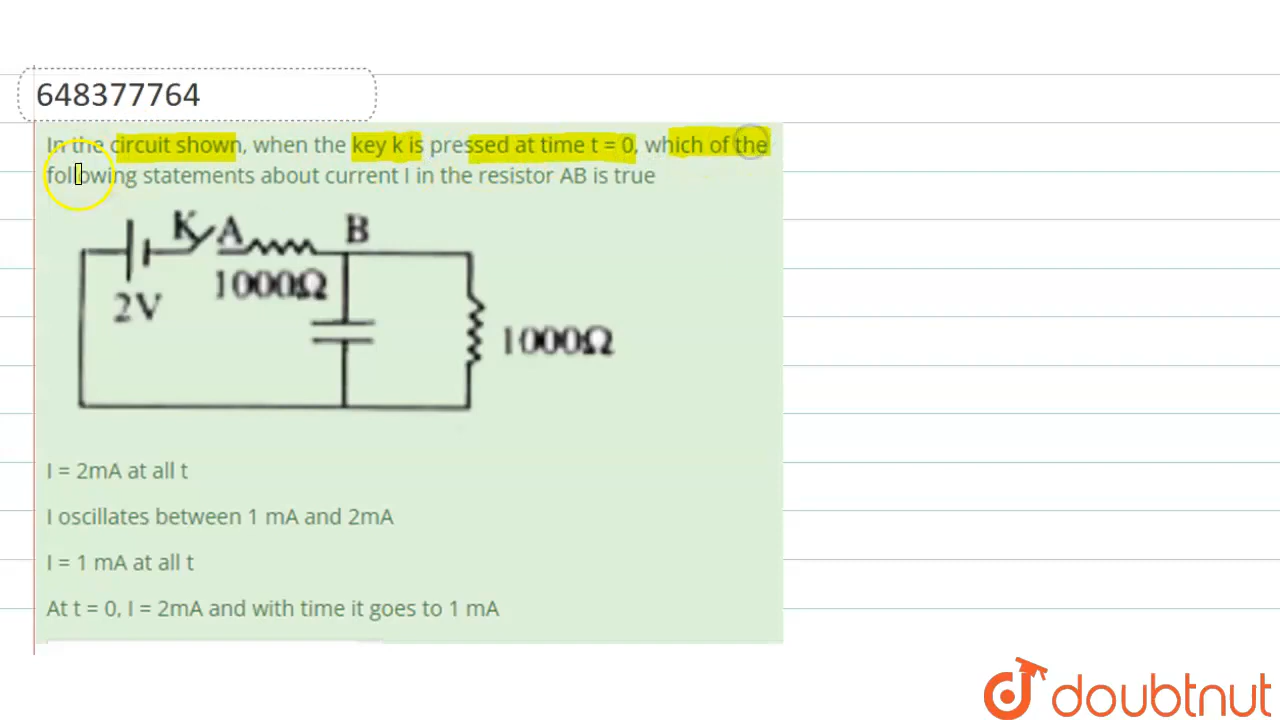 648377764
In the circuit shown, when the key k is pressed at time t = 0, which of the
following statements about current I in the resistor AB is true
K A B
1000Ω
2V
1000Ω
I = 2mA at all t
I oscillates between 1 mA and 2mA
I = 1 mA at all t
At t = 0, I = 2mA and with time it goes to 1 mA
doubtnut